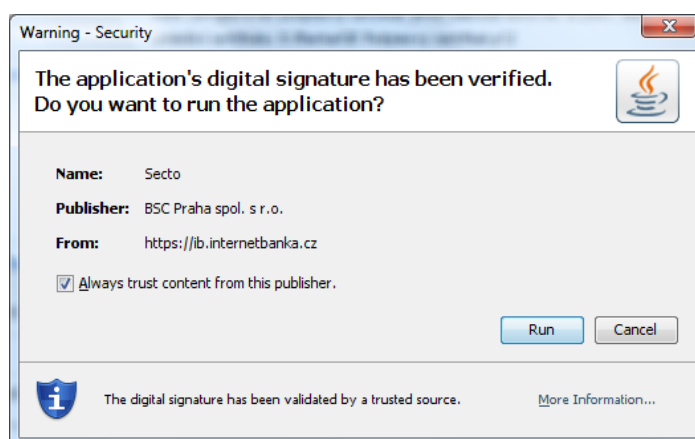 Warning - Security
The application's digital signature has been verified.
Do you want to run the application?
Name: Secto
Publisher: BSC Praha spol. s r.o.
From: https://ib.internetbanka.cz
Always trust content from this publisher.
Run Cancel
The digital signature has been validated by a trusted source. More Information...